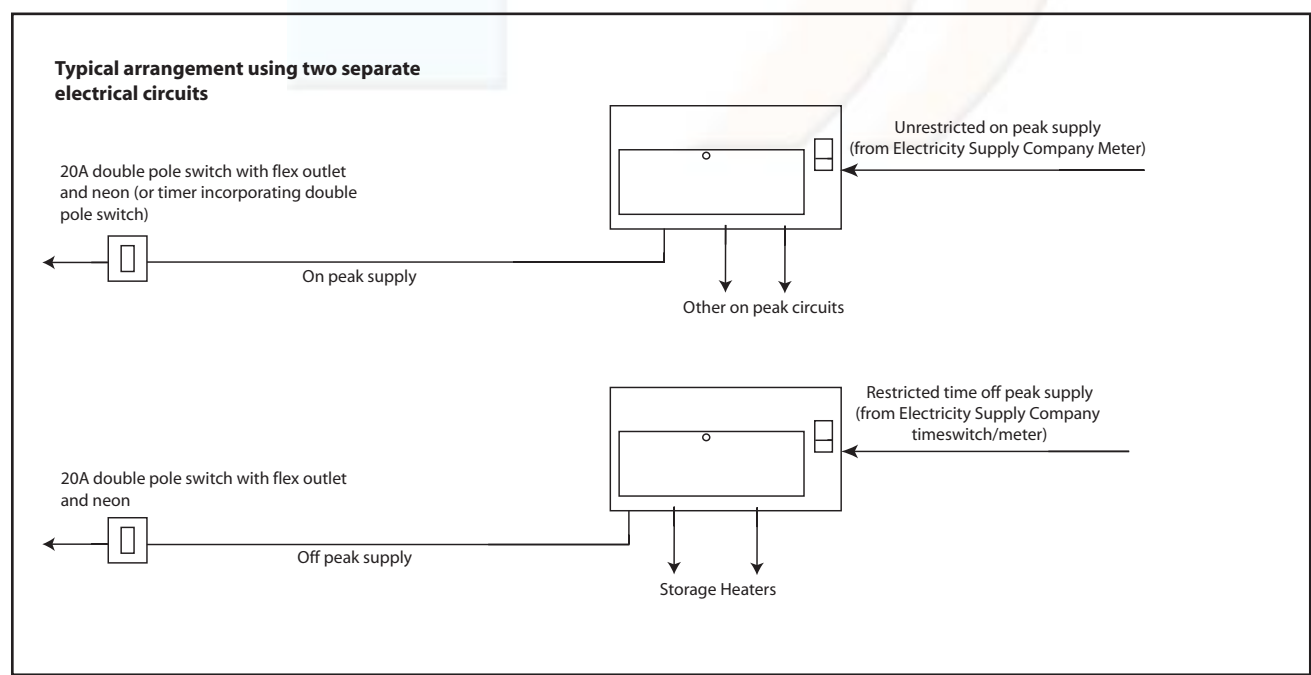 Typical arrangement using two separate
electrical circuits
Unrestricted on peak supply
(from Electricity Supply Company Meter)
20A double pole switch with flex outlet
and neon (or timer incorporating double
pole switch)
On peak supply
Other on peak circuits
Restricted time off peak supply
(from Electricity Supply Company
timeswitch/meter)
20A double pole switch with flex outlet
and neon
Off peak supply
Storage Heaters